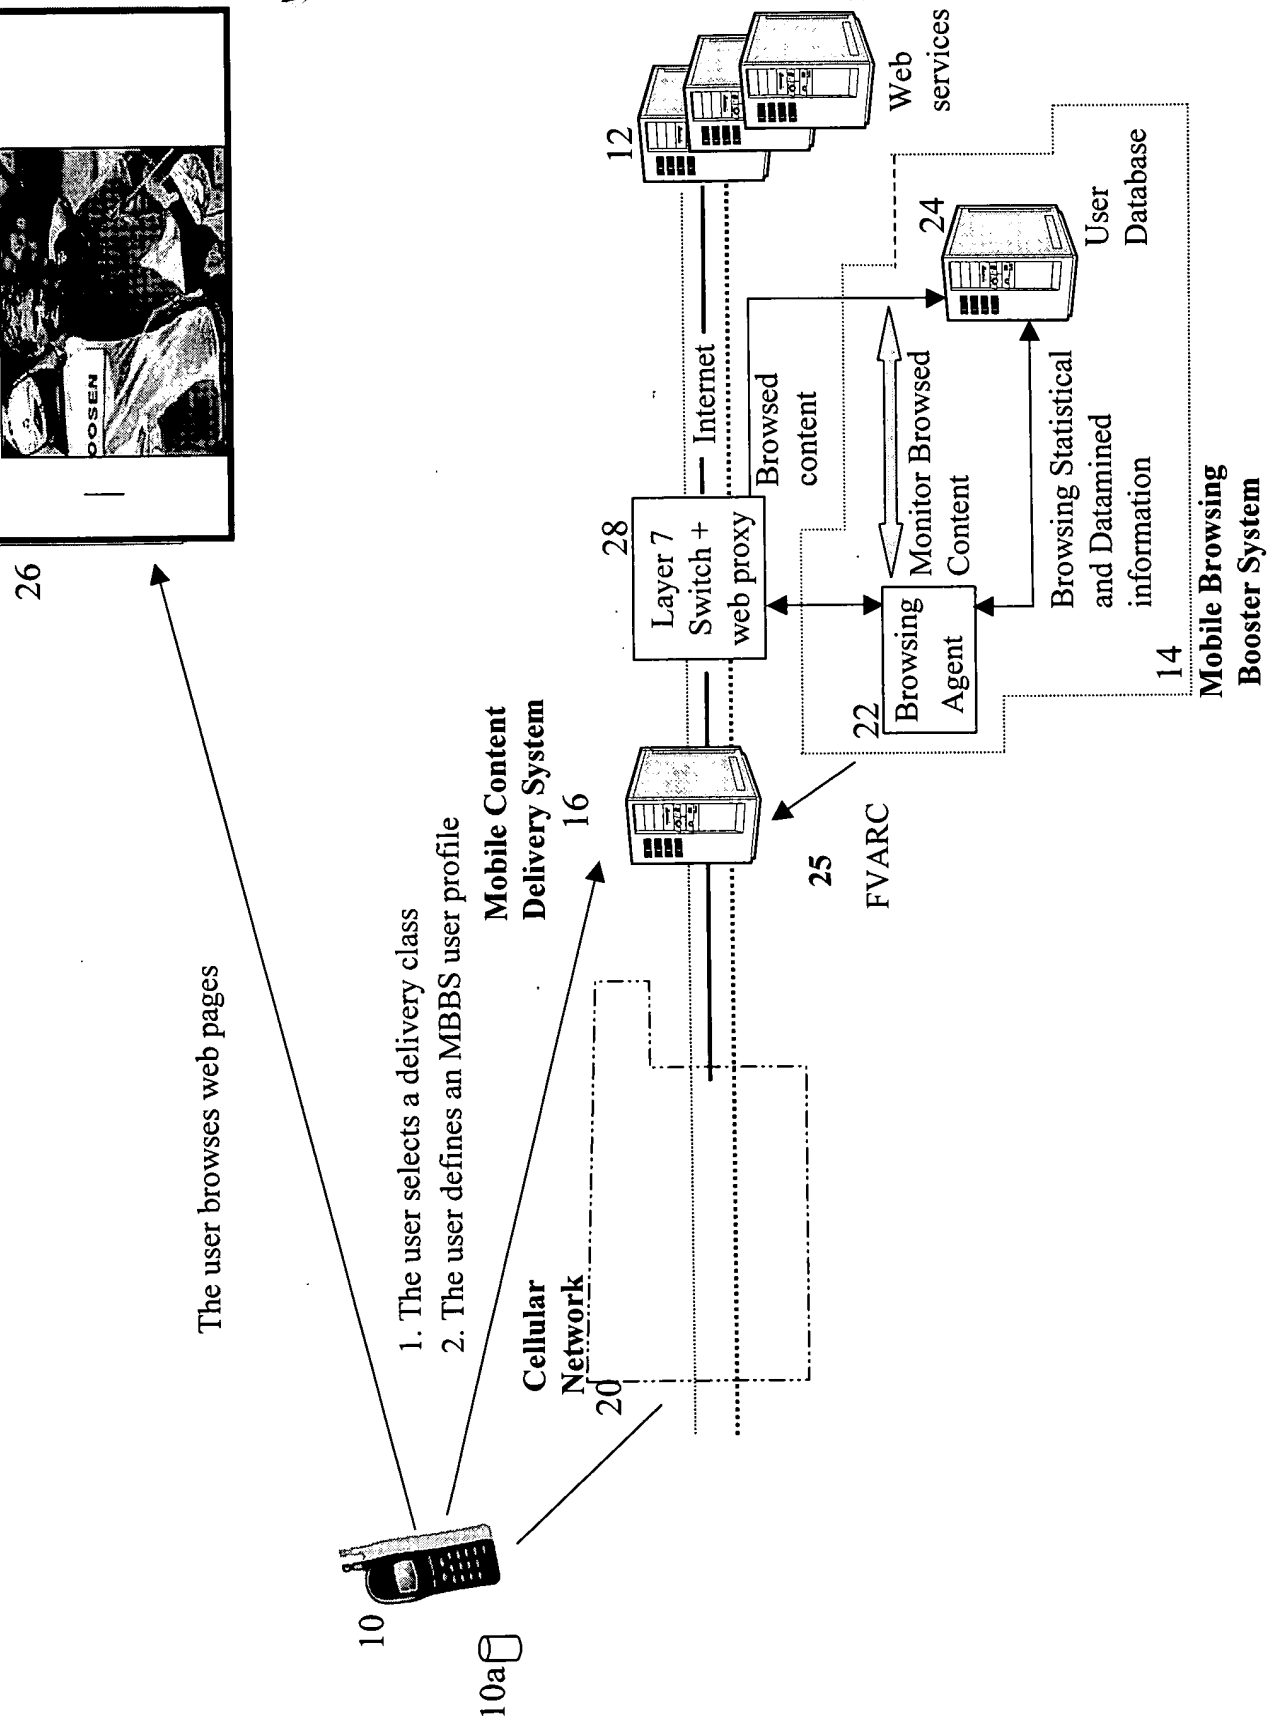 26
OOSEN
The user browses web pages
12
Web
services
1. The user selects a delivery class
2. The user defines an MBBS user profile
Mobile Content
Delivery System
16
28
Layer 7
Switch +
web proxy
Internet
Browsed
content
24
User
Database
Cellular
Network
20
10
10a
25
FVARC
22
Browsing
Agent
Monitor Browsed
Content
Browsing Statistical
and Datamined
information
14
Mobile Browsing
Booster System